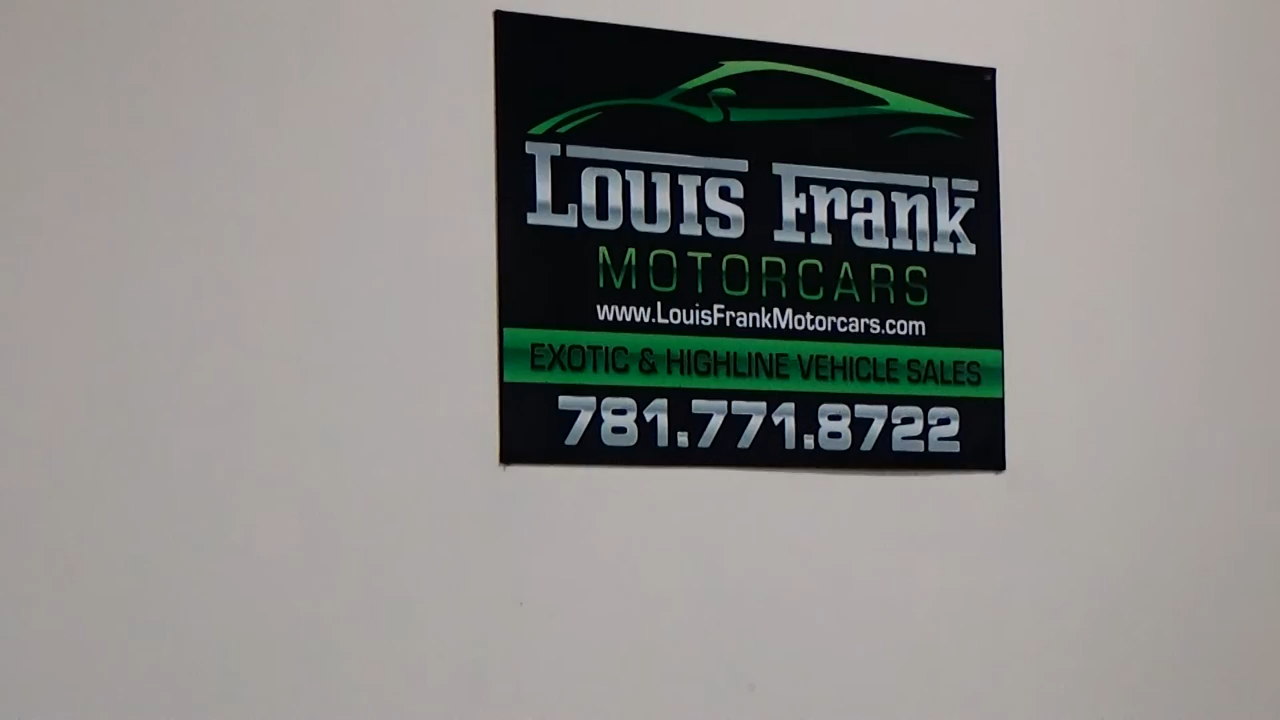 Louis Frank
MOTORCARS
www.LouisFrankMotorcars.com
EXOTIC & HIGHLINE VEHICLE SALES
781.771.8722